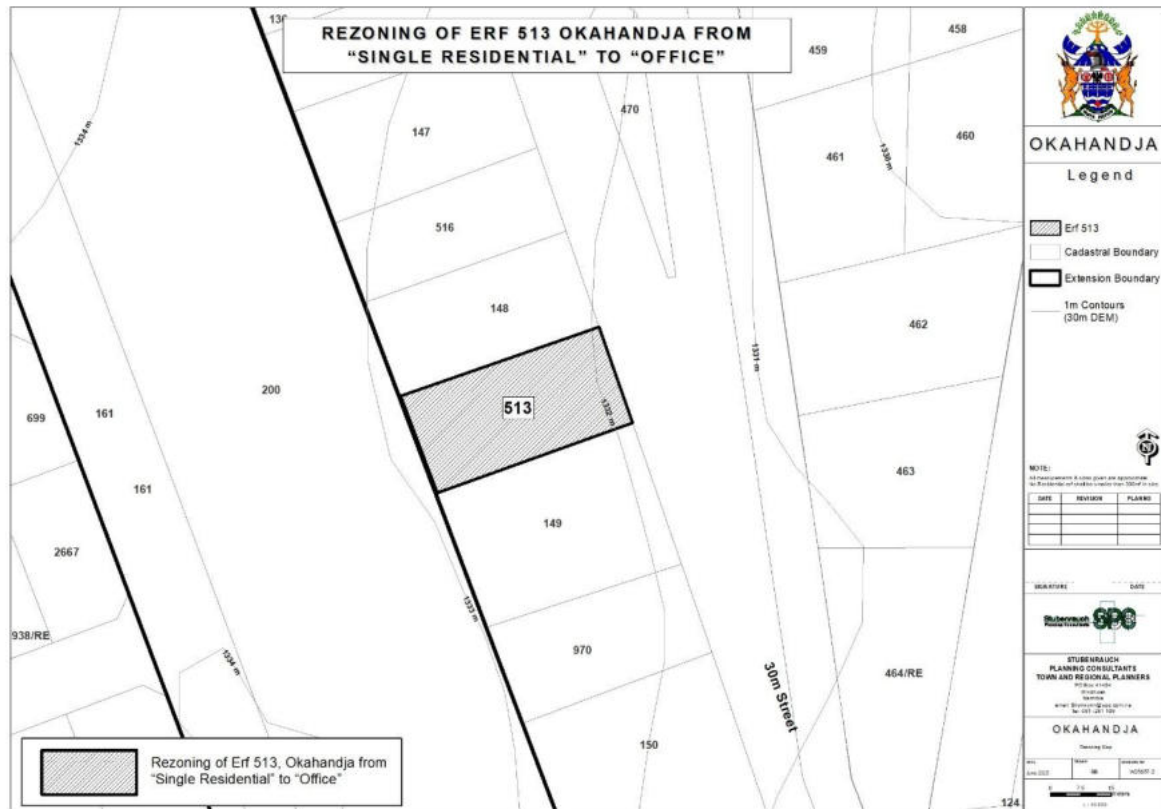 REZONING OF ERF 513 OKAHANDJA FROM
“SINGLE RESIDENTIAL” TO “OFFICE”
458
459
470
147
460
461
1334 m
1330 m
516
148
462
1331 m
200
513
1332 m
699
161
463
161
149
2667
1333 m
938/RE
970
1334 m
30m Street
464/RE
150
124
Rezoning of Erf 513, Okahandja from
“Single Residential” to “Office”
OKAHANDJA
Legend
Erf 513
Cadastral Boundary
Extension Boundary
1m Contours
(30m DEM)
N
NOTE:
DATE REVISION PLANNO
SIGNATURE DATE
Stubenrauch
Planning Consultants SPC
STUBENRAUCH
PLANNING CONSULTANTS
TOWN AND REGIONAL PLANNERS
OKAHANDJA